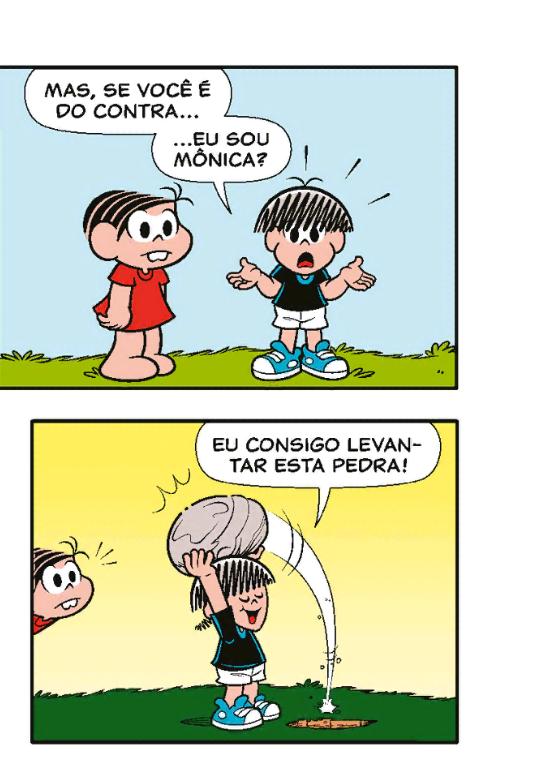 MAS, SE VOCÊ É
DO CONTRA...
...EU SOU
MÔNICA?
EU CONSIGO LEVAN-
TAR ESTA PEDRA!